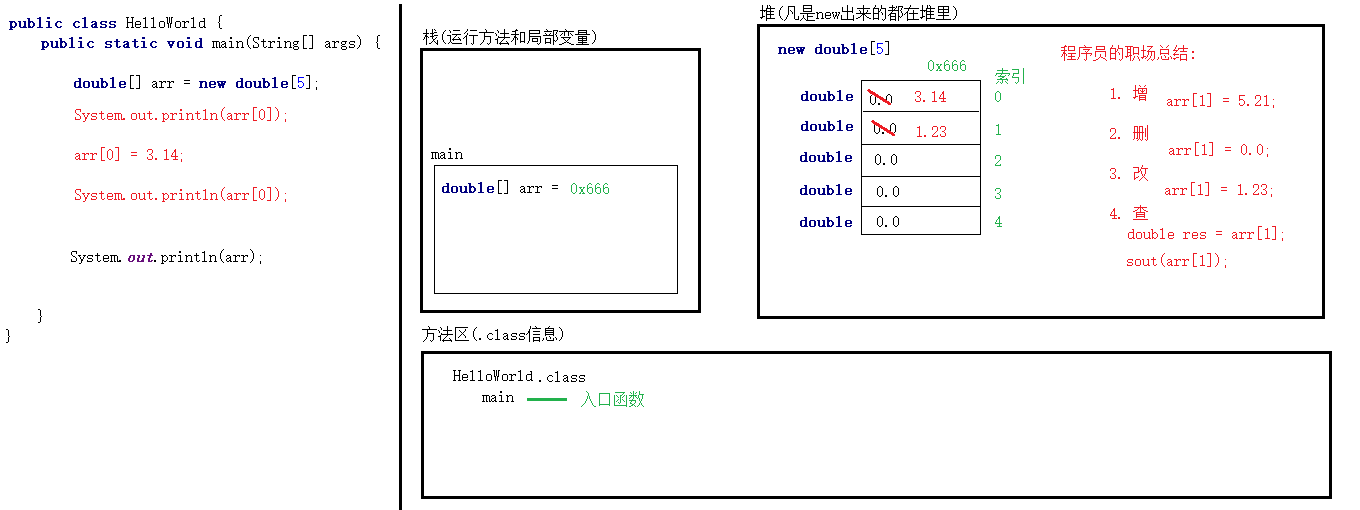 public class HelloWorld {
public static void main(String[] args) {
double[] arr = new double[5];
System.out.println(arr[0]);
arr[0] = 3.14;
System.out.println(arr[0]);
System.out.println(arr);
}
}
栈(运行方法和局部变量)
main
double[] arr = 0x666
堆(凡是new出来的都在堆里)
new double[5]
0x666
索引
double 0.0 3.14 0
double 0.0 1.23 1
double 0.0 2
double 0.0 3
double 0.0 4
程序员的职场总结:
1. 增 arr[1] = 5.21;
2. 删 arr[1] = 0.0;
3. 改 arr[1] = 1.23;
4. 查
double res = arr[1];
sout(arr[1]);
方法区(.class信息)
HelloWorld.class
main 入口函数